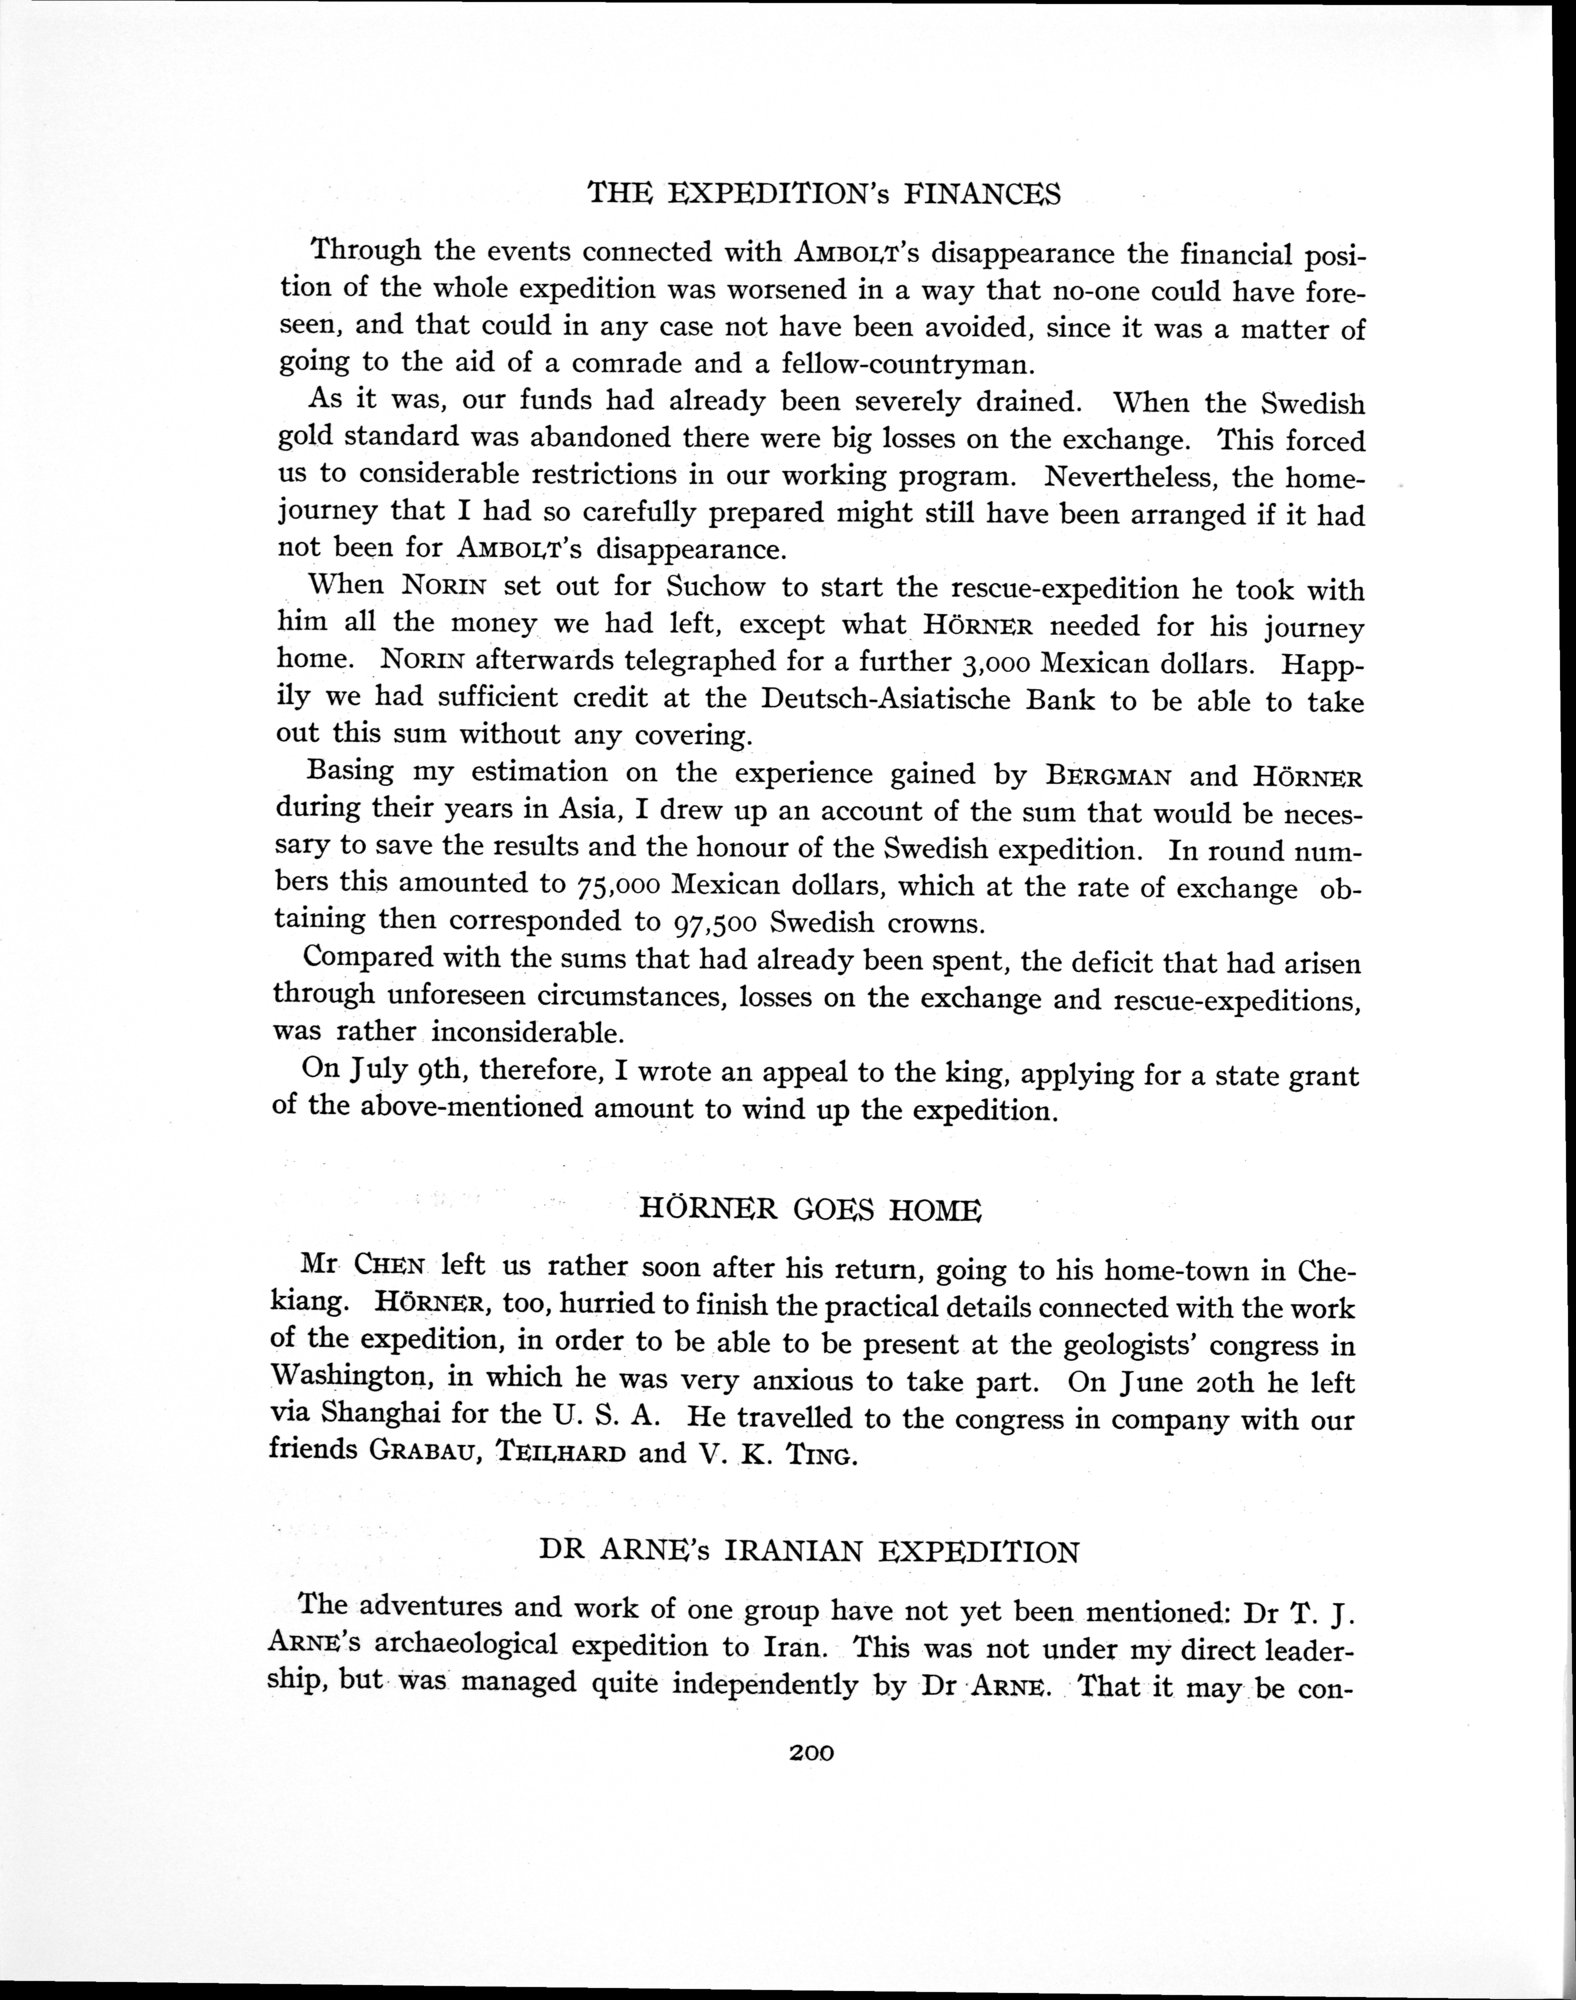 THE EXPEDITION's FINANCES
Through the events connected with AMBOLT's disappearance the financial posi-
tion of the whole expedition was worsened in a way that no-one could have fore-
seen, and that could in any case not have been avoided, since it was a matter of
going to the aid of a comrade and a fellow-countryman.
As it was, our funds had already been severely drained. When the Swedish
gold standard was abandoned there were big losses on the exchange. This forced
us to considerable restrictions in our working program. Nevertheless, the home-
journey that I had so carefully prepared might still have been arranged if it had
not been for AMBOLT's disappearance.
When NORIN set out for Suchow to start the rescue-expedition he took with
him all the money we had left, except what HÖRNER needed for his journey
home. NORIN afterwards telegraphed for a further 3,000 Mexican dollars. Happ-
ily we had sufficient credit at the Deutsch-Asiatische Bank to be able to take
out this sum without any covering.
Basing my estimation on the experience gained by BERGMAN and HÖRNER
during their years in Asia, I drew up an account of the sum that would be neces-
sary to save the results and the honour of the Swedish expedition. In round num-
bers this amounted to 75,000 Mexican dollars, which at the rate of exchange ob-
taining then corresponded to 97,500 Swedish crowns.
Compared with the sums that had already been spent, the deficit that had arisen
through unforeseen circumstances, losses on the exchange and rescue-expeditions,
was rather inconsiderable.
On July 9th, therefore, I wrote an appeal to the king, applying for a state grant
of the above-mentioned amount to wind up the expedition.
HÖRNER GOES HOME
Mr CHEN left us rather soon after his return, going to his home-town in Che-
kiang. HÖRNER, too, hurried to finish the practical details connected with the work
of the expedition, in order to be able to be present at the geologists' congress in
Washington, in which he was very anxious to take part. On June 20th he left
via Shanghai for the U. S. A. He travelled to the congress in company with our
friends GRABAU, TEILHARD and V. K. TING.
DR ARNE's IRANIAN EXPEDITION
The adventures and work of one group have not yet been mentioned: Dr T. J.
ARNE's archaeological expedition to Iran. This was not under my direct leader-
ship, but was managed quite independently by Dr ARNE. That it may be con-
200